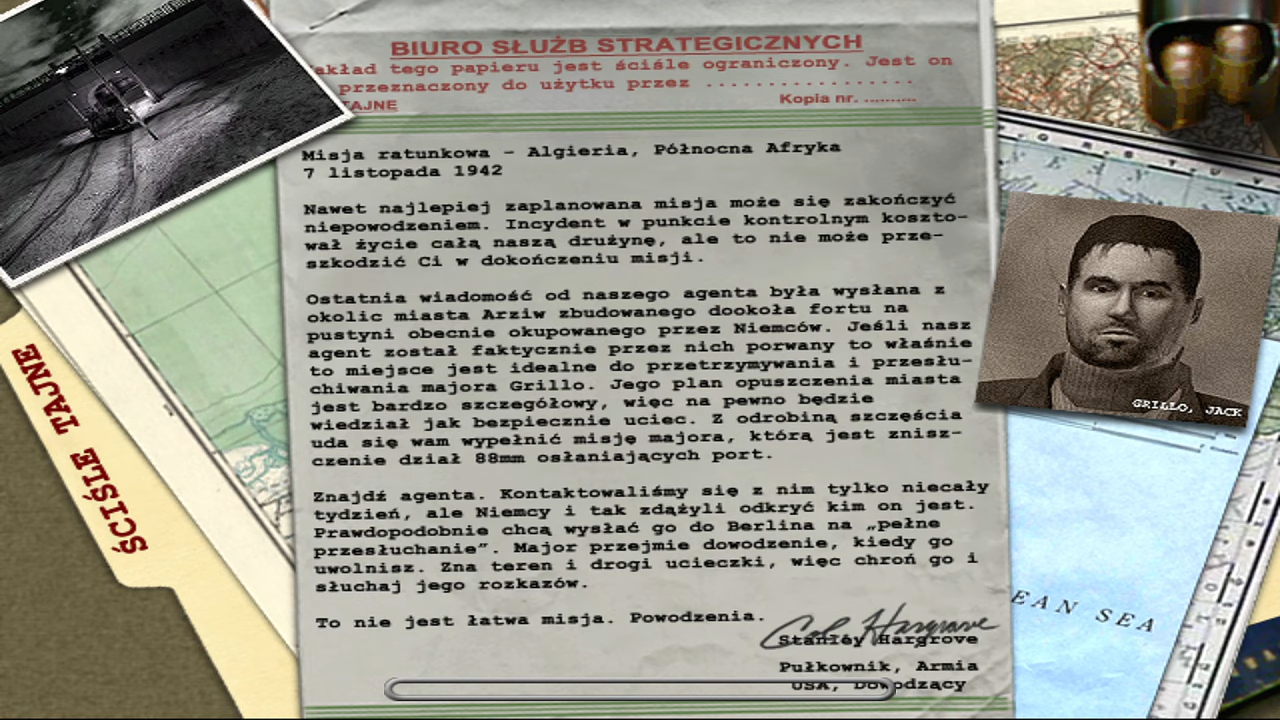 BIURO SŁUŻB STRATEGICZNYCH
akład tego papieru jest ściśle ograniczony. Jest on
przeznaczony do użytku przez ...............
TAJNE
Kopia nr. ..........
Misja ratunkowa - Algieria, Północna Afryka
7 listopada 1942
Nawet najlepiej zaplanowana misja może się zakończyć
niepowodzeniem. Incydent w punkcie kontrolnym koszto-
wał życie całą naszą drużynę, ale to nie może prze-
szkodzić Ci w dokończeniu misji.
Ostatnia wiadomość od naszego agenta była wysłana z
okolic miasta Arziw zbudowanego dookoła fortu na
pustyni obecnie okupowanego przez Niemców. Jeśli nasz
agent został faktycznie przez nich porwany to właśnie
to miejsce jest idealne do przetrzymywania i przesłu-
chiwania majora Grillo. Jego plan opuszczenia miasta
jest bardzo szczegółowy, więc na pewno będzie
wiedział jak bezpiecznie uciec. Z odrobiną szczęścia
uda się wam wypełnić misję majora, którą jest znisz-
czenie dział 88mm osłaniających port.
Znajdź agenta. Kontaktowaliśmy się z nim tylko niecały
tydzień, ale Niemcy i tak zdążyli odkryć kim on jest.
Prawdopodobnie chcą wysłać go do Berlina na „pełne
przesłuchanie”. Major przejmie dowodzenie, kiedy go
uwolnisz. Zna teren i drogi ucieczki, więc chroń go i
słuchaj jego rozkazów.
To nie jest łatwa misja. Powodzenia.
Col Hargrove
Stanley Hargrove
Pułkownik, Armia
USA, Dowodzący
GRILLO, JACK
ŚCIŚLE TAJNE
EAN SEA